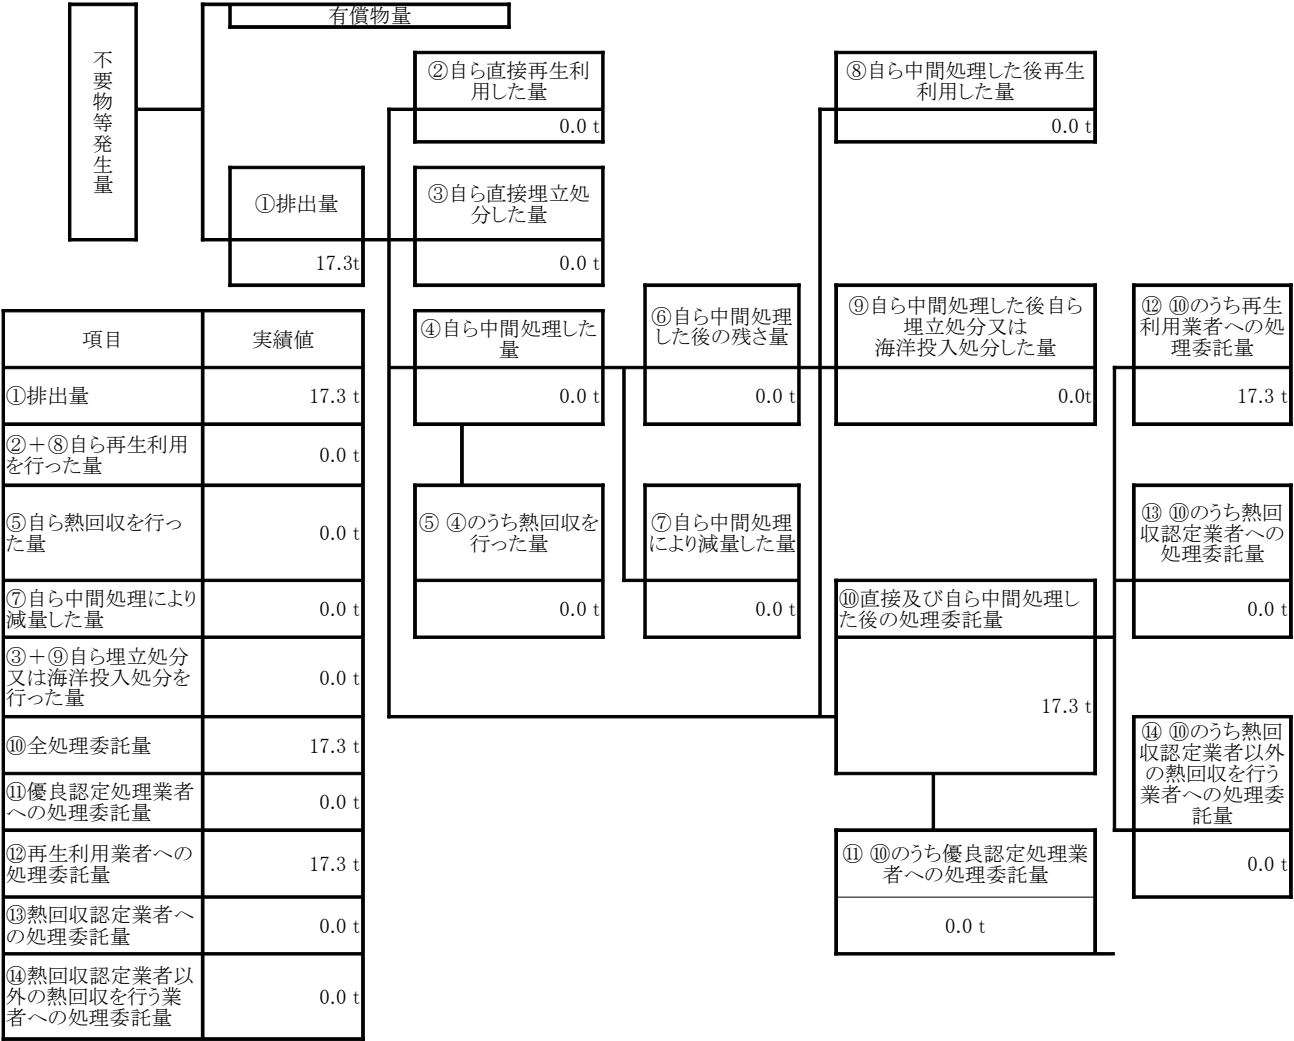 有償物量
不要物等発生量
②自ら直接再生利
用した量
0.0 t
⑧自ら中間処理した後再生
利用した量
0.0 t
①排出量
17.3t
③自ら直接埋立処
分した量
0.0 t
④自ら中間処理した
量
0.0 t
⑥自ら中間処理
した後の残さ量
0.0 t
⑨自ら中間処理した後自ら
埋立処分又は
海洋投入処分した量
0.0t
⑫ ⑩のうち再生
利用業者への処
理委託量
17.3 t
⑤ ④のうち熱回収を
行った量
0.0 t
⑦自ら中間処理
により減量した量
0.0 t
⑬ ⑩のうち熱回
収認定業者への
処理委託量
0.0 t
⑩直接及び自ら中間処理し
た後の処理委託量
17.3 t
⑭ ⑩のうち熱回
収認定業者以外
の熱回収を行う
業者への処理委
託量
0.0 t
⑪ ⑩のうち優良認定処理業
者への処理委託量
0.0 t
項目 実績値
①排出量 17.3 t
②＋⑧自ら再生利用
を行った量 0.0 t
⑤自ら熱回収を行っ
た量 0.0 t
⑦自ら中間処理により
減量した量 0.0 t
③＋⑨自ら埋立処分
又は海洋投入処分を
行った量 0.0 t
⑩全処理委託量 17.3 t
⑪優良認定処理業者
への処理委託量 0.0 t
⑫再生利用業者への
処理委託量 17.3 t
⑬熱回収認定業者へ
の処理委託量 0.0 t
⑭熱回収認定業者以
外の熱回収を行う業
者への処理委託量 0.0 t